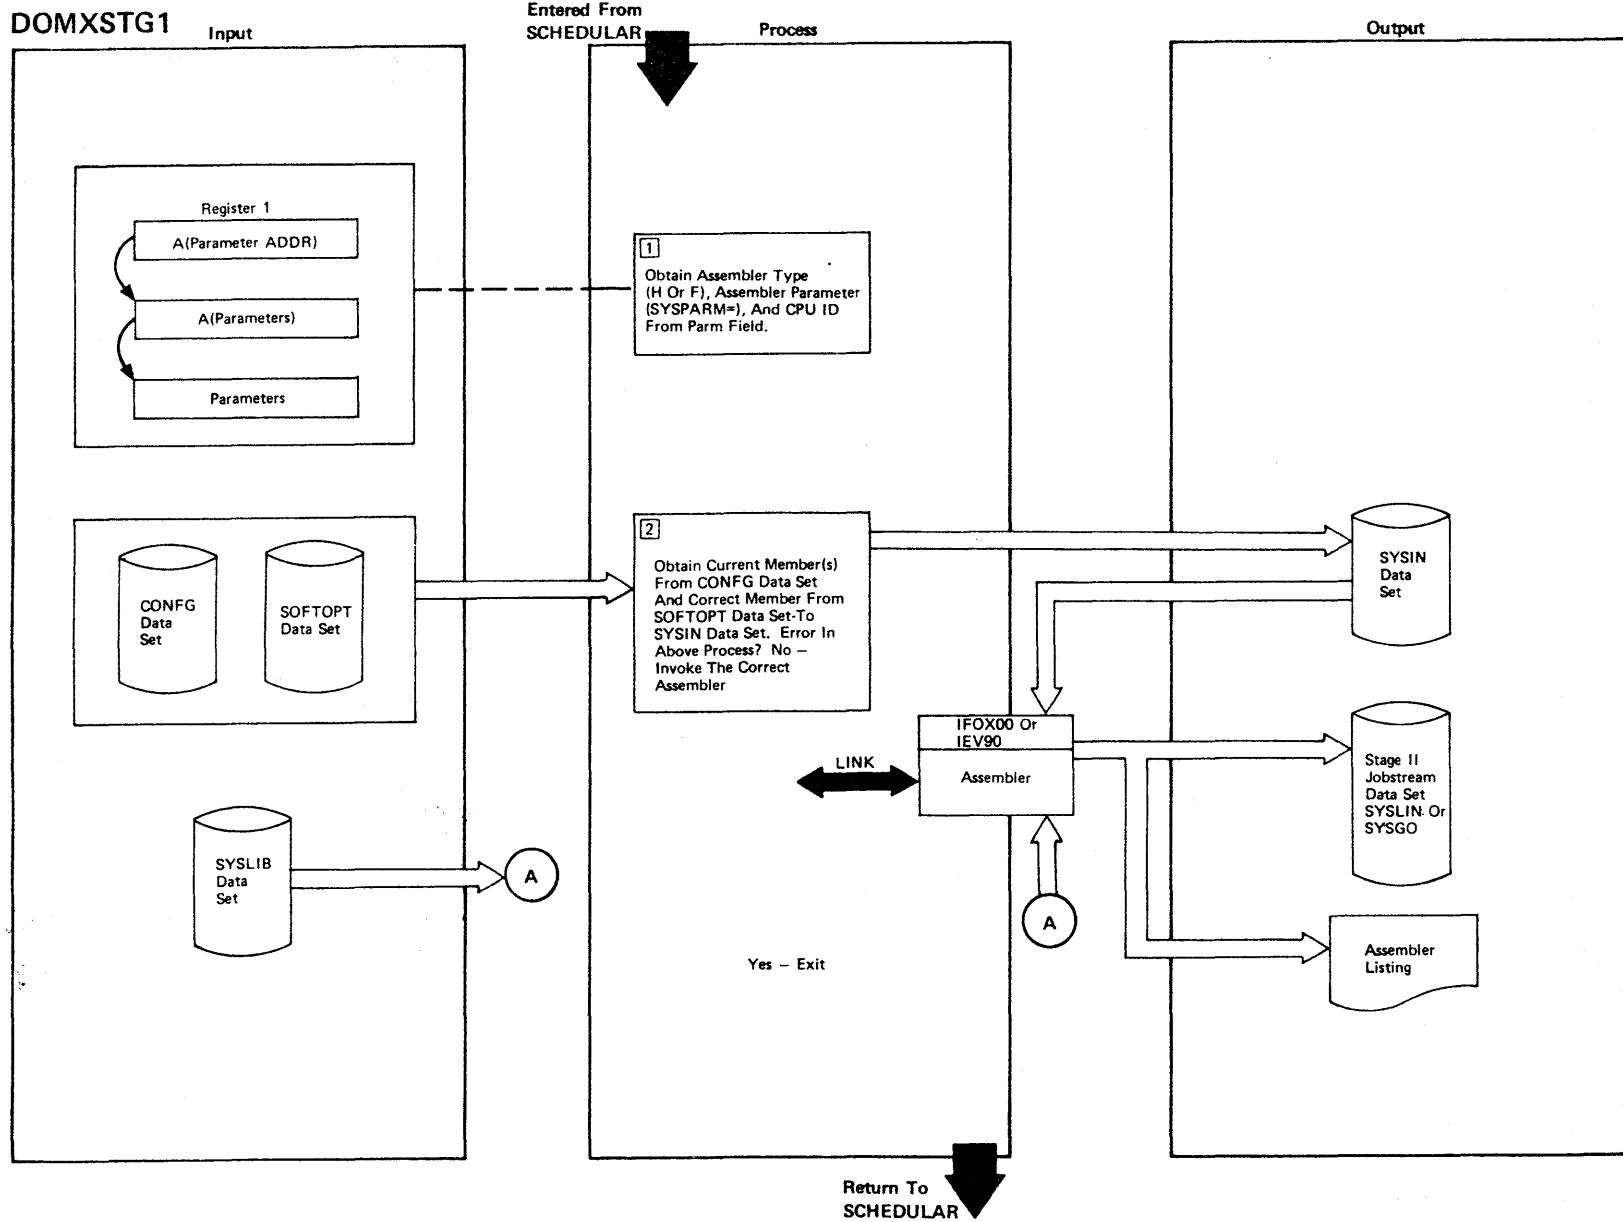 DOMXSTG1
Input
Entered From
SCHEDULAR
Process
Output
Register 1
A(Parameter ADDR)
A(Parameters)
Parameters
1
Obtain Assembler Type
(H Or F), Assembler Parameter
(SYSPARM=), And CPU ID
From Parm Field.
CONFG
Data
Set
SOFTOPT
Data Set
2
Obtain Current Member(s)
From CONFG Data Set
And Correct Member From
SOFTOPT Data Set-To
SYSIN Data Set. Error In
Above Process? No –
Invoke The Correct
Assembler
SYSIN
Data
Set
IFOX00 Or
IEV90
Assembler
LINK
Stage II
Jobstream
Data Set
SYSLIN Or
SYSGO
SYSLIB
Data
Set
A
A
Yes – Exit
Assembler
Listing
Return To
SCHEDULAR